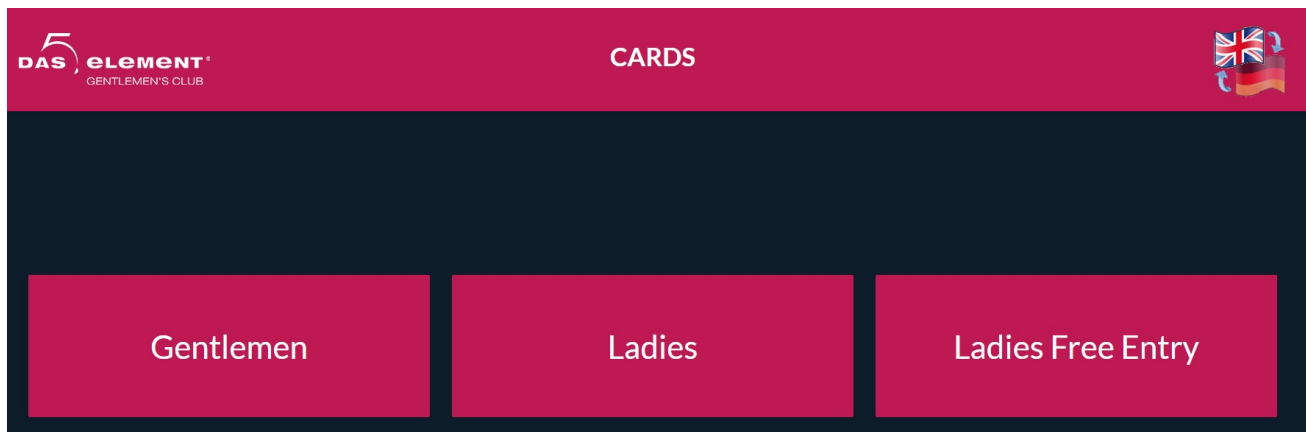 DAS 5 ELEMENT®
GENTLEMEN'S CLUB
CARDS
Gentlemen
Ladies
Ladies Free Entry